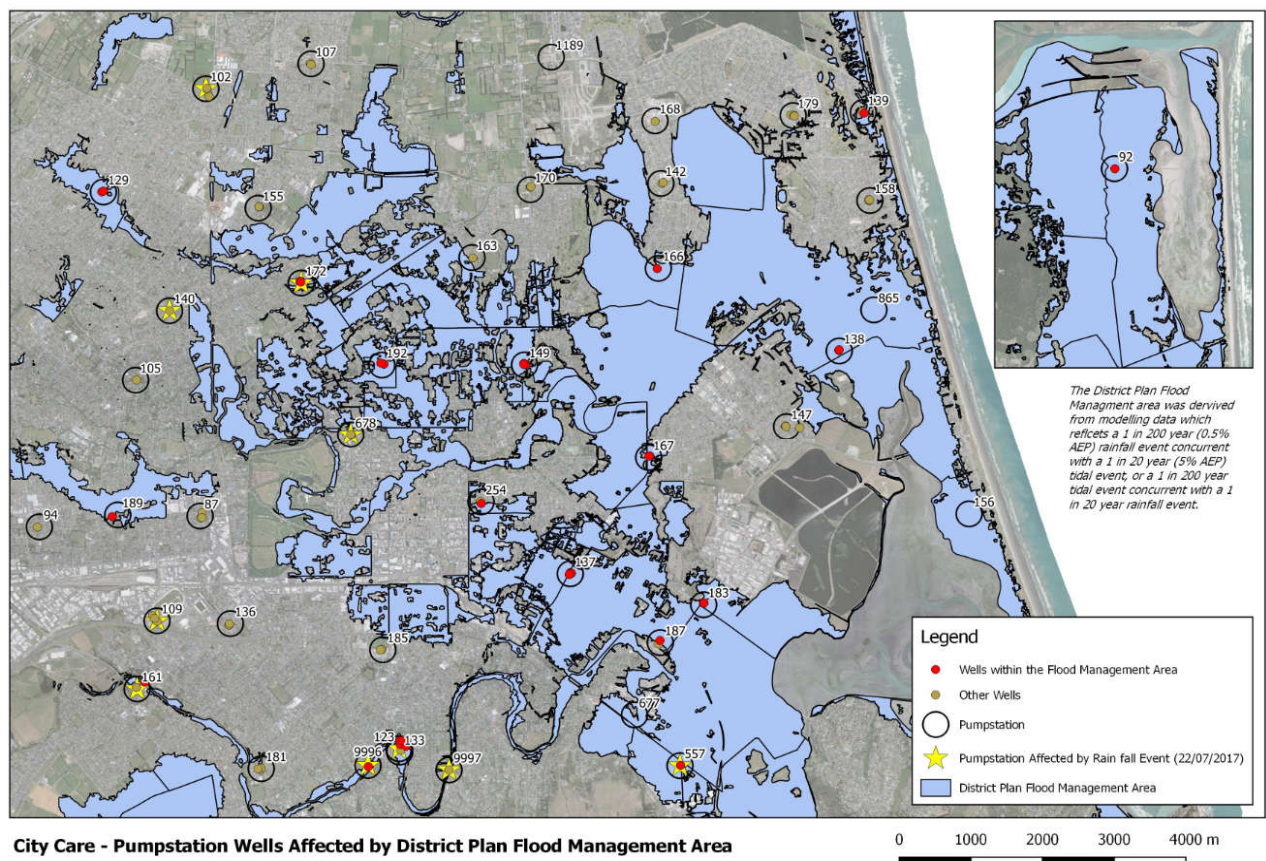 1189
107
102
139
179
168
92
129
142
170
155
158
163
166
172
865
140
138
192
149
105
147
678
167
254
156
189
87
94
137
183
109
136
187
185
161
677
123
133
557
9996
9997
181
The District Plan Flood
Managment area was dervived
from modelling data which
reflcets a 1 in 200 year (0.5%
AEP) rainfall event concurrent
with a 1 in 20 year (5% AEP)
tidal event, or a 1 in 200 year
tidal event concurrent with a 1
in 20 year rainfall event.
Legend
Wells within the Flood Management Area
Other Wells
Pumpstation
Pumpstation Affected by Rain fall Event (22/07/2017)
District Plan Flood Management Area
City Care - Pumpstation Wells Affected by District Plan Flood Management Area
0 1000 2000 3000 4000 m